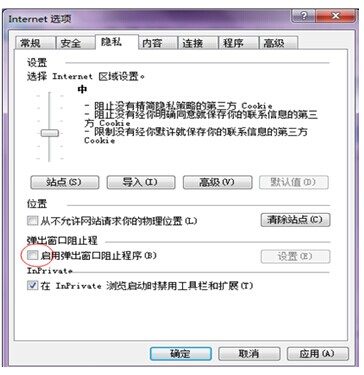 Internet 选项
常规 安全 隐私 内容 连接 程序 高级
设置
选择 Internet 区域设置。
中
- 阻止没有精简隐私策略的第三方 Cookie
- 阻止没有经你明确同意就保存你的联系信息的第三
方 Cookie
- 限制没有经你默许就保存你的联系信息的第三方
Cookie
站点(S) 导入(I) 高级(V) 默认值(D)
位置
从不允许网站请求你的物理位置(L) 清除站点(C)
弹出窗口阻止程
启用弹出窗口阻止程序(B) 设置(E)
InPrivate
在 InPrivate 浏览启动时禁用工具栏和扩展(T)
确定 取消 应用(A)